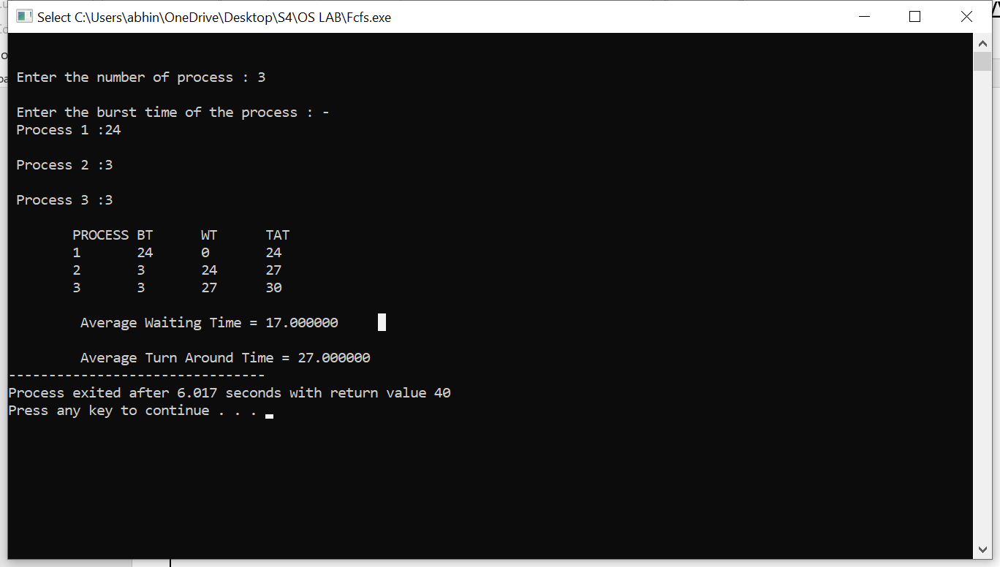 Select C:\Users\abhin\OneDrive\Desktop\S4\OS LAB\Fcfs.exe
Enter the number of process : 3
Enter the burst time of the process : -
Process 1 :24
Process 2 :3
Process 3 :3
PROCESS BT WT TAT
1 24 0 24
2 3 24 27
3 3 27 30
Average Waiting Time = 17.000000
Average Turn Around Time = 27.000000
--------------------------------
Process exited after 6.017 seconds with return value 40
Press any key to continue . . .